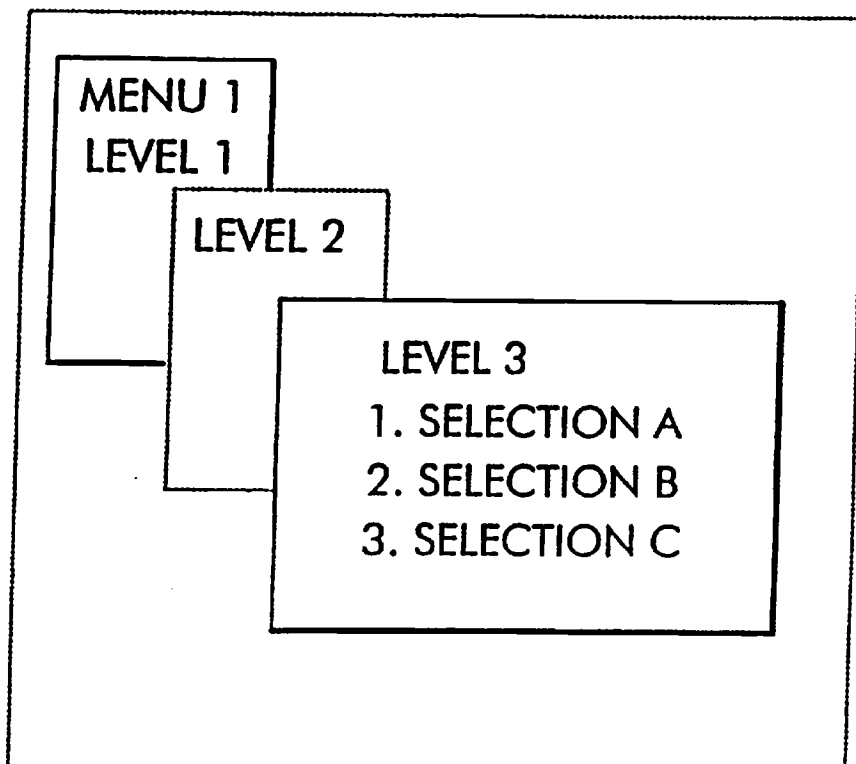 MENU 1
LEVEL 1
LEVEL 2
LEVEL 3
1. SELECTION A
2. SELECTION B
3. SELECTION C